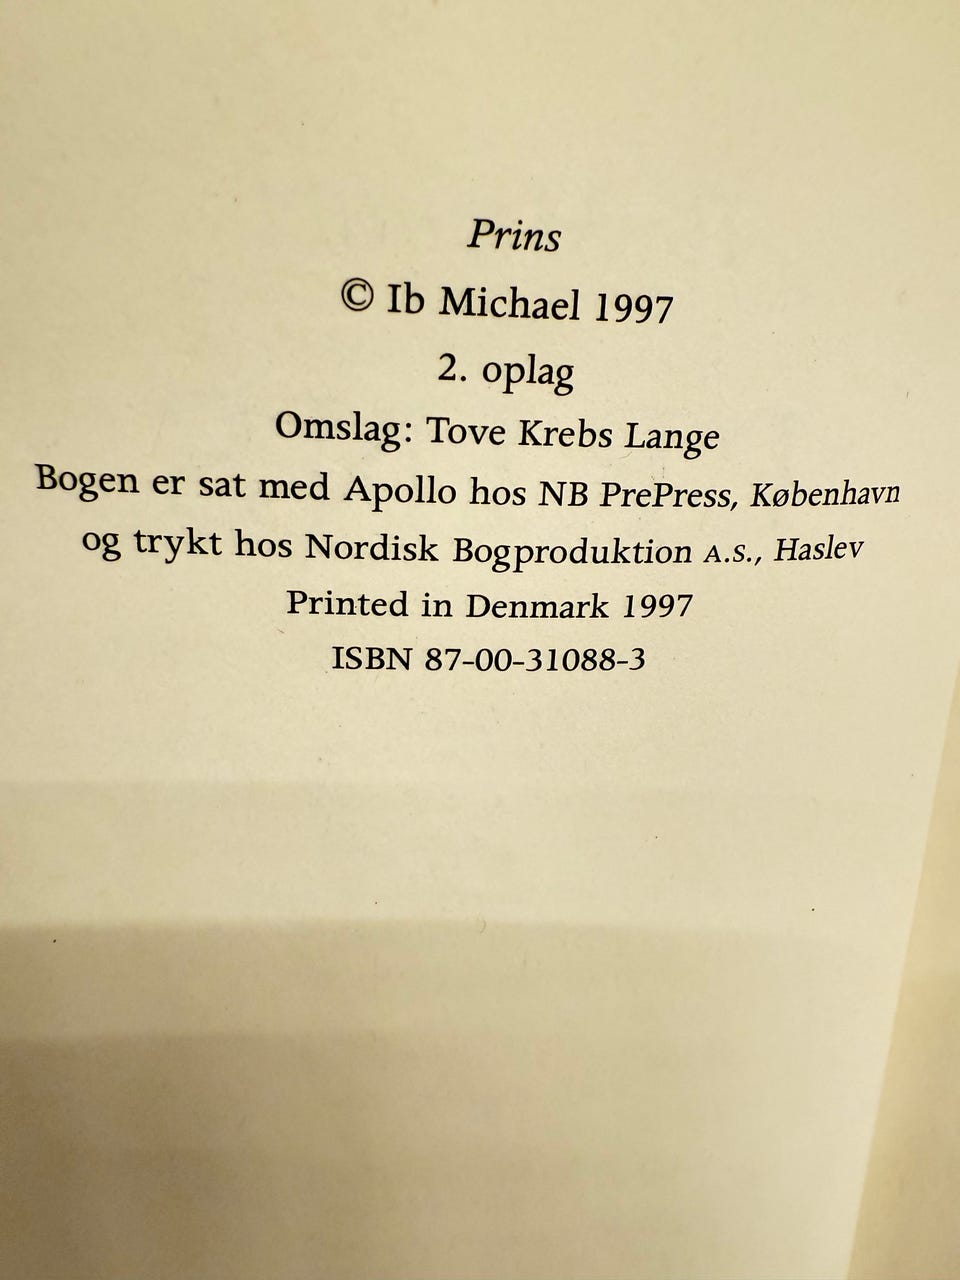 Prins
© Ib Michael 1997
2. oplag
Omslag: Tove Krebs Lange
Bogen er sat med Apollo hos NB PrePress, København
og trykt hos Nordisk Bogproduktion A.S., Haslev
Printed in Denmark 1997
ISBN 87-00-31088-3